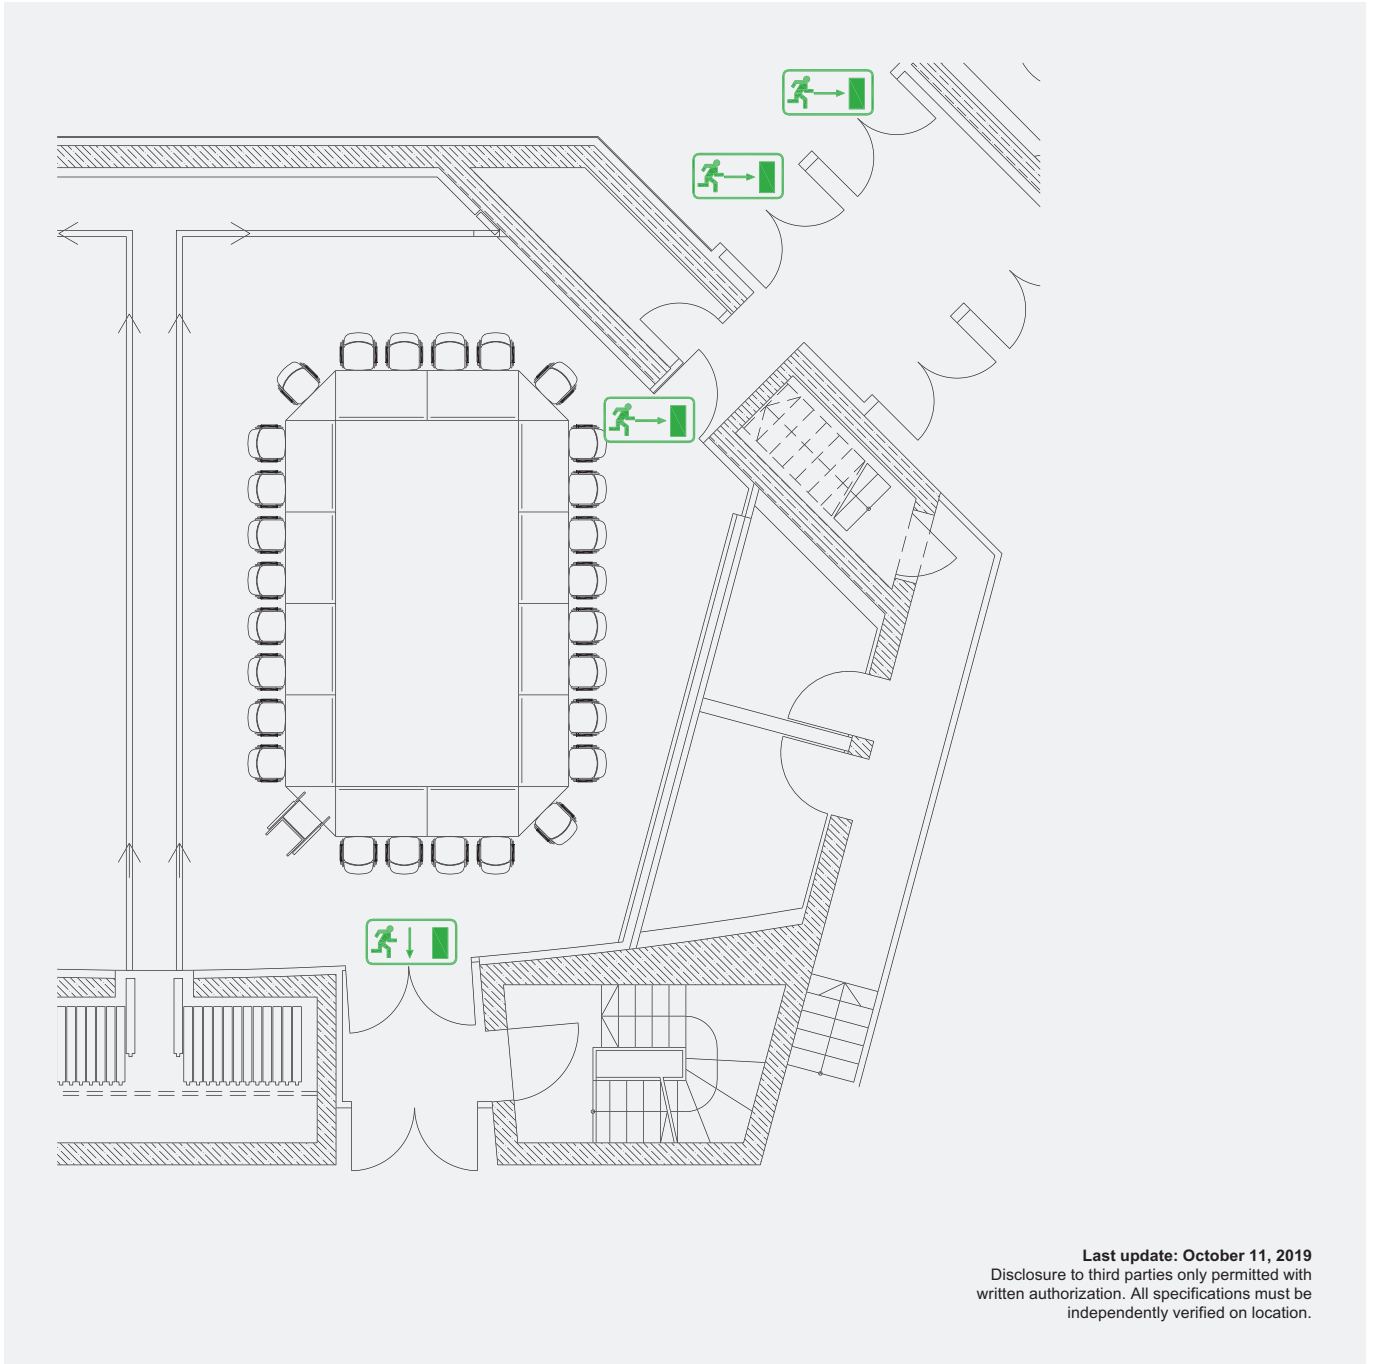 Last update: October 11, 2019
Disclosure to third parties only permitted with
written authorization. All specifications must be
independently verified on location.